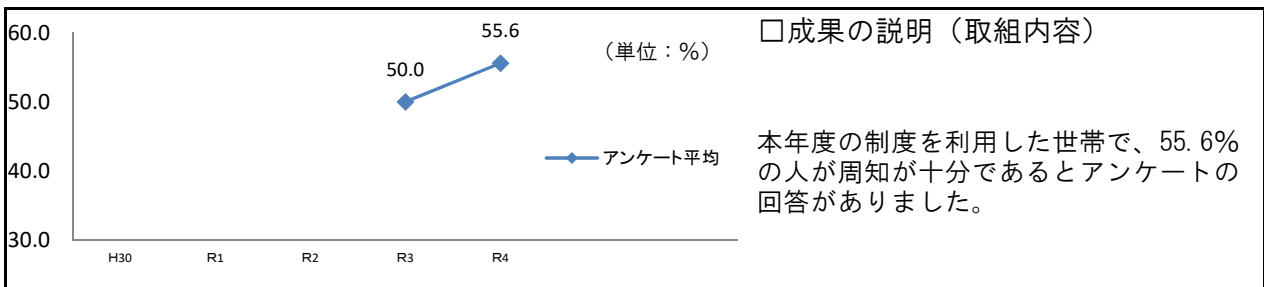 60.0
50.0
40.0
30.0
50.0
55.6
（単位：％）
アンケート平均
H30
R1
R2
R3
R4
□成果の説明（取組内容）
本年度の制度を利用した世帯で、55.6％
の人が周知が十分であるとアンケートの
回答がありました。